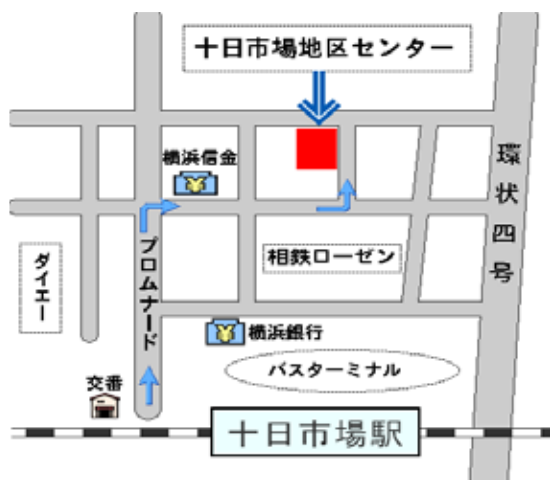 十日市場地区センター
横浜信金
環状四号
プロムナード
相鉄ローゼン
ダイエー
横浜銀行
バスターミナル
交番
十日市場駅